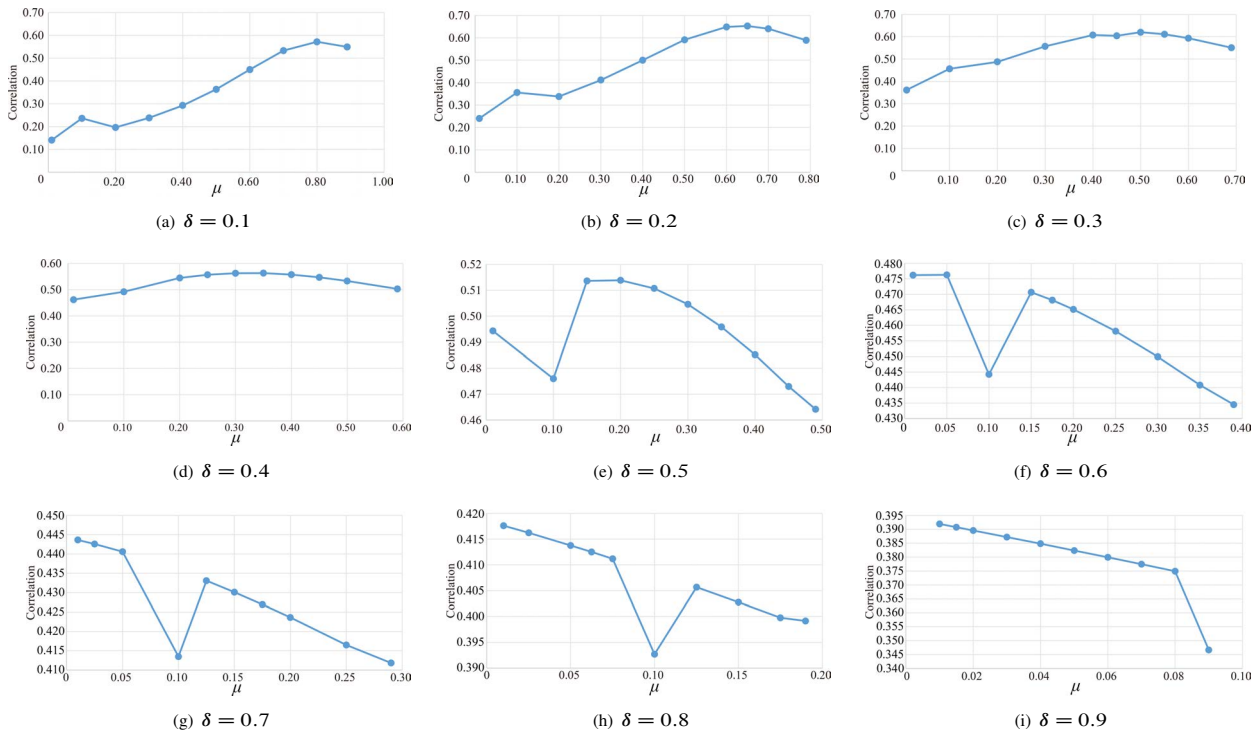 0.70
0.60
0.50
0.40
0.30
0.20
0.10
0
Correlation
0.20 0.40 0.60 0.80 1.00
μ
(a) δ = 0.1
0.70
0.60
0.50
0.40
0.30
0.20
0.10
0
Correlation
0.10 0.20 0.30 0.40 0.50 0.60 0.70 0.80
μ
(b) δ = 0.2
0.70
0.60
0.50
0.40
0.30
0.20
0.10
0
Correlation
0.10 0.20 0.30 0.40 0.50 0.60 0.70
μ
(c) δ = 0.3
0.60
0.50
0.40
0.30
0.20
0.10
0
Correlation
0.10 0.20 0.30 0.40 0.50 0.60
μ
(d) δ = 0.4
0.52
0.51
0.50
0.49
0.48
0.47
0.46
Correlation
0 0.10 0.20 0.30 0.40 0.50
μ
(e) δ = 0.5
0.480
0.475
0.470
0.465
0.460
0.455
0.450
0.445
0.440
0.435
0.430
Correlation
0 0.05 0.10 0.15 0.20 0.25 0.30 0.35 0.40
μ
(f) δ = 0.6
0.450
0.445
0.440
0.430
0.425
0.420
0.415
0.410
Correlation
0 0.05 0.10 0.15 0.20 0.25 0.30
μ
(g) δ = 0.7
0.420
0.415
0.410
0.400
0.395
0.390
Correlation
0 0.05 0.10 0.15 0.20
μ
(h) δ = 0.8
0.395
0.390
0.385
0.380
0.375
0.370
0.365
0.360
0.355
0.350
0.345
0.340
Correlation
0 0.02 0.04 0.06 0.08 0.10
μ
(i) δ = 0.9